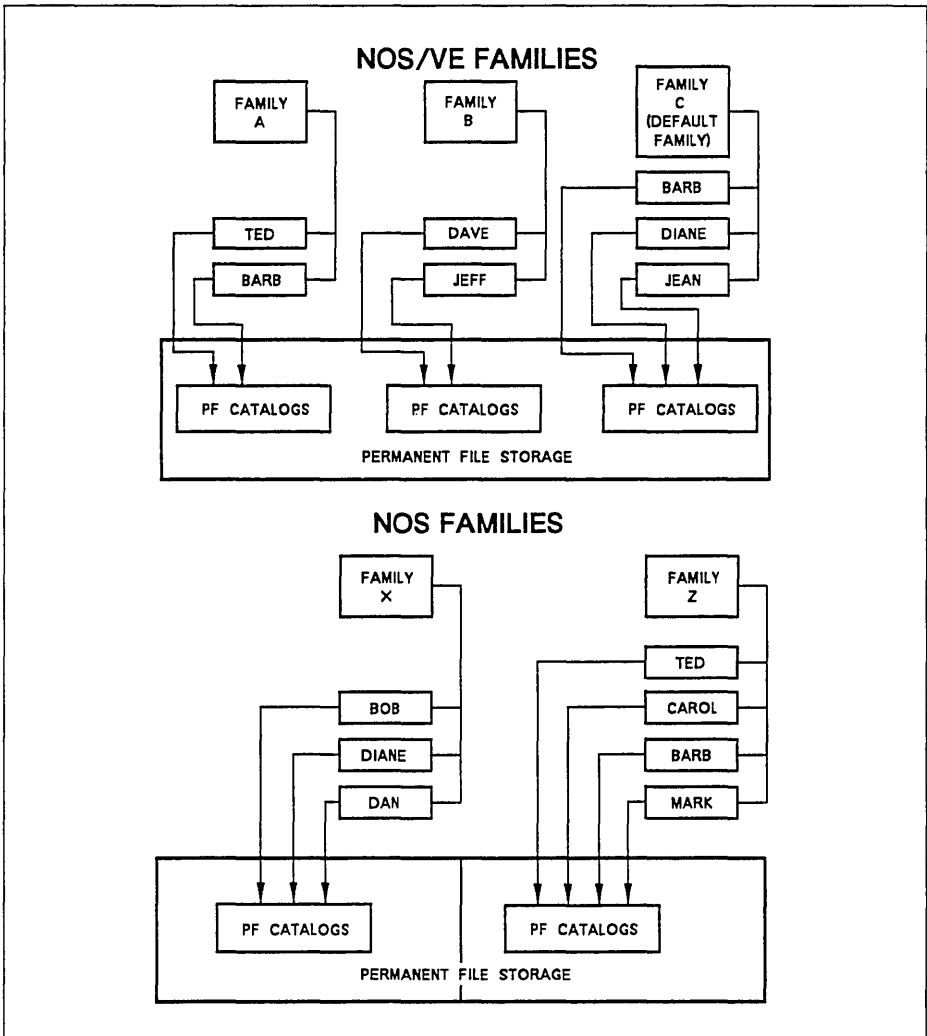 NOS/VE FAMILIES
FAMILY
A
FAMILY
B
FAMILY
C
(DEFAULT
FAMILY)
BARB
TED
DAVE
DIANE
BARB
JEFF
JEAN
PF CATALOGS
PF CATALOGS
PF CATALOGS
PERMANENT FILE STORAGE
NOS FAMILIES
FAMILY
X
FAMILY
Z
TED
BOB
CAROL
DIANE
BARB
DAN
MARK
PF CATALOGS
PF CATALOGS
PERMANENT FILE STORAGE